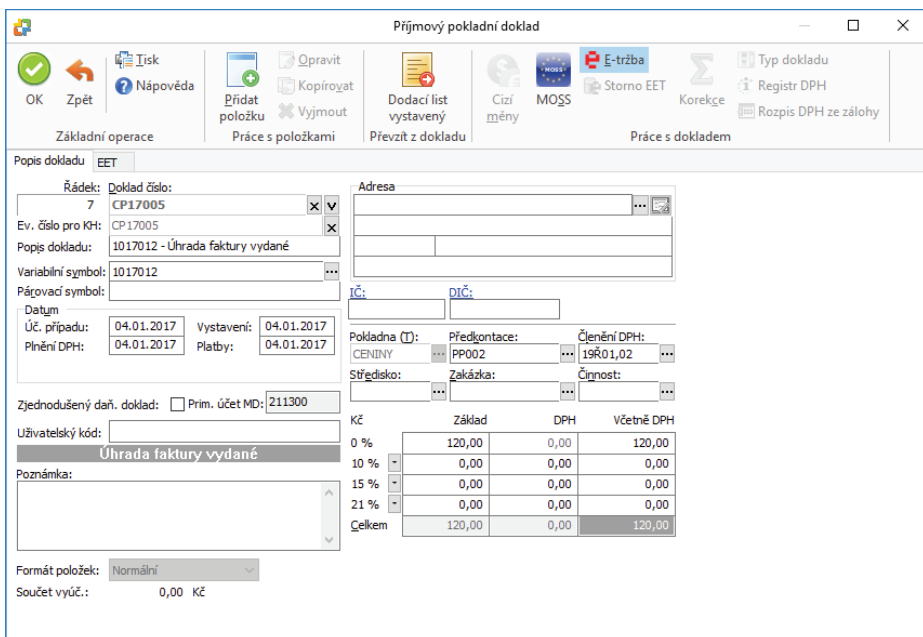 Příjmový pokladní doklad
OK
Zpět
Tisk
Nápověda
Základní operace
Přidat položku
Opravit
Kopírovat
Vyjmout
Práce s položkami
Dodací list vystavený
Převzít z dokladu
Cizí měny
MOSS
MOSS
E-tržba
Storno EET
Korekce
Typ dokladu
Registr DPH
Rozpis DPH ze zálohy
Práce s dokladem
Popis dokladu EET
Řádek: Doklad číslo:
7 CP17005
Ev. číslo pro KH: CP17005
Popis dokladu: 1017012 - Úhrada faktury vydané
Variabilní symbol: 1017012
Párovací symbol:
Datum
Úč. případu: 04.01.2017 Vystavení: 04.01.2017
Plnění DPH: 04.01.2017 Platby: 04.01.2017
Zjednodušený daň. doklad: Prim. účet MD: 211300
Uživatelský kód:
Úhrada faktury vydané
Poznámka:
Formát položek: Normální
Součet vyúč.: 0,00 Kč
Adresa
IČ: DIČ:
Pokladna (T): Předkontace: Členění DPH:
CENINY PP002 19Ř01,02
Středisko: Zakázka: Činnost:
Kč Základ DPH Včetně DPH
0 % 120,00 0,00 120,00
10 % 0,00 0,00 0,00
15 % 0,00 0,00 0,00
21 % 0,00 0,00 0,00
Celkem 120,00 0,00 120,00